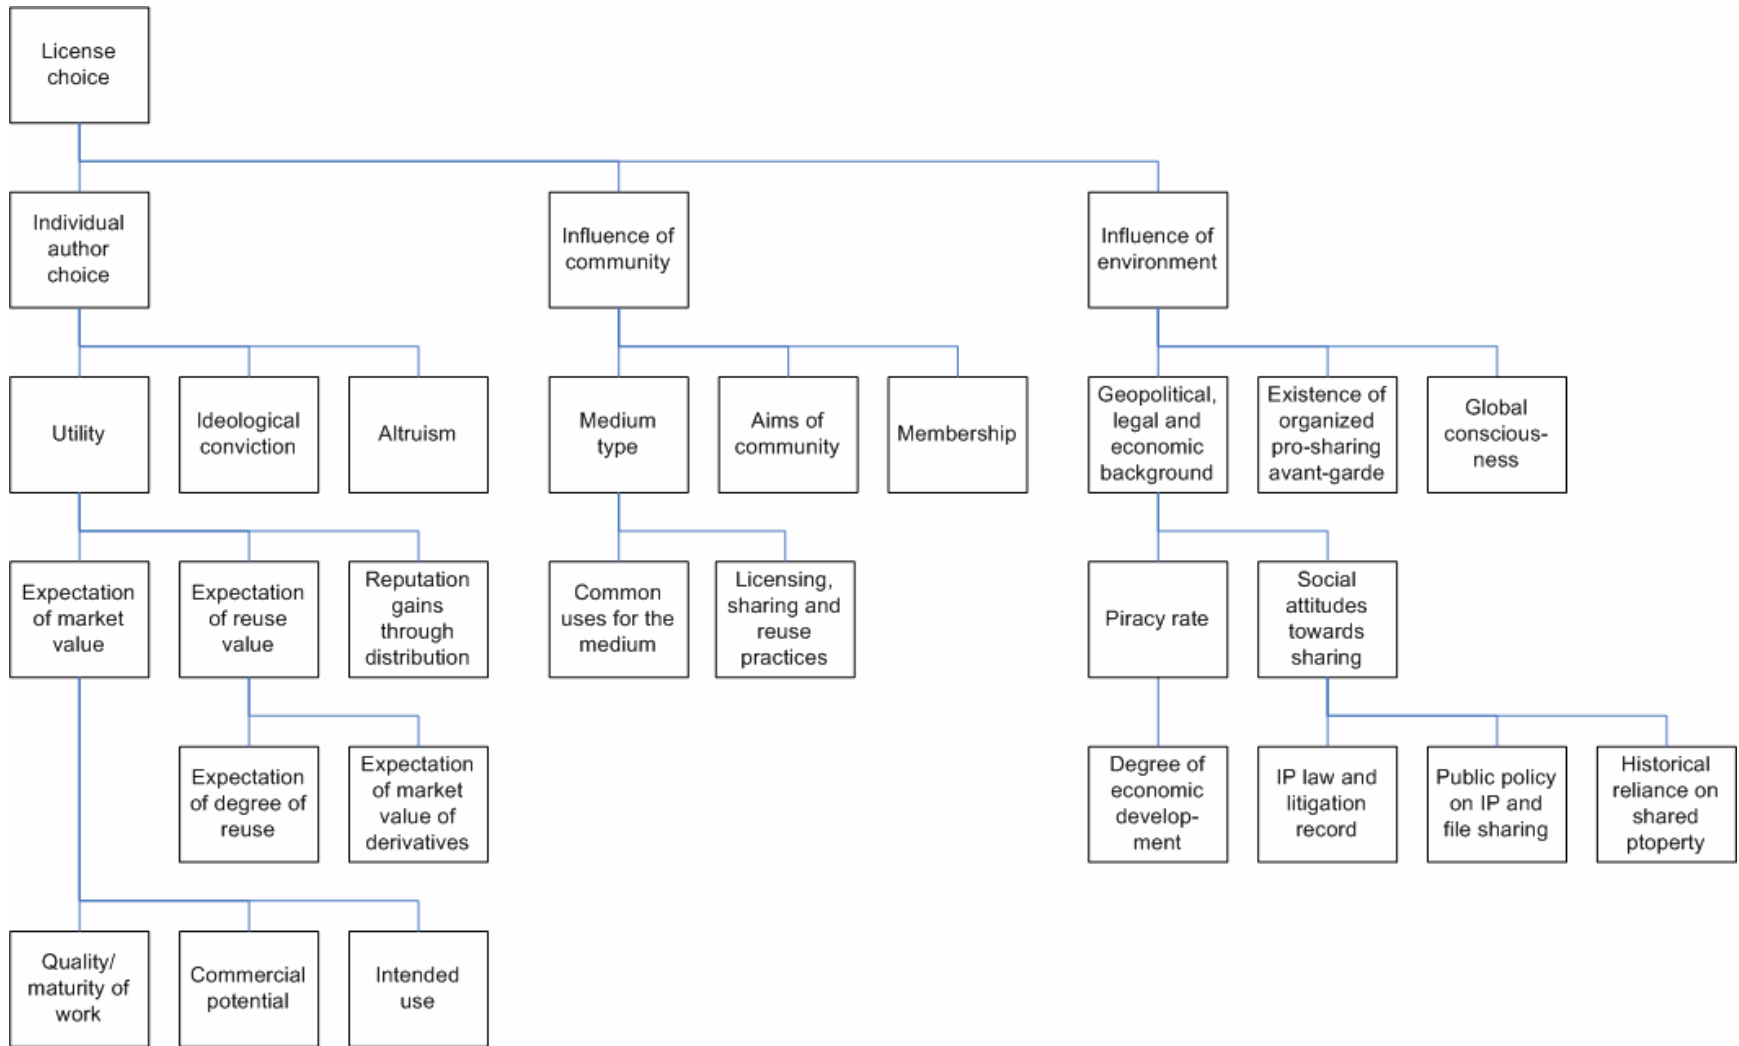 License
choice
Individual
author
choice
Influence of
community
Influence of
environment
Utility
Ideological
conviction
Altruism
Medium
type
Aims of
community
Membership
Geopolitical,
legal and
economic
background
Existence of
organized
pro-sharing
avant-garde
Global
conscious-
ness
Expectation
of market
value
Expectation
of reuse
value
Reputation
gains
through
distribution
Common
uses for the
medium
Licensing,
sharing and
reuse
practices
Piracy rate
Social
attitudes
towards
sharing
Expectation
of degree of
reuse
Expectation
of market
value of
derivatives
Degree of
economic
develop-
ment
IP law and
litigation
record
Public policy
on IP and
file sharing
Historical
reliance on
shared
ptoperty
Quality/
maturity of
work
Commercial
potential
Intended
use